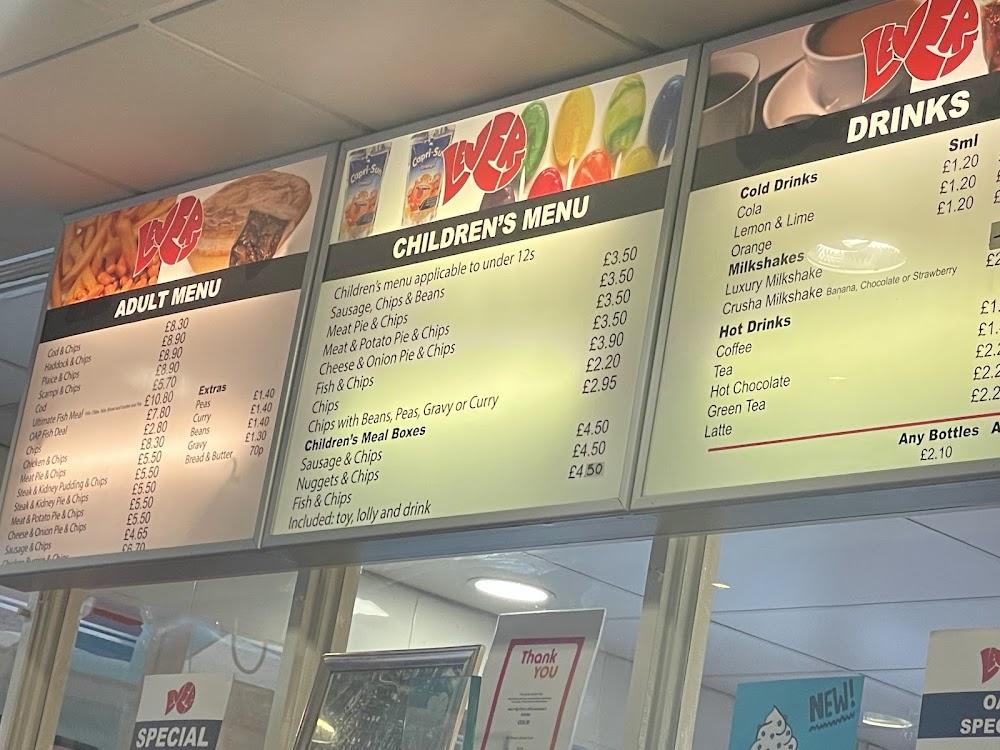 LEVER
ADULT MENU
Cod & Chips £8.30
Haddock & Chips £8.90
Plaice & Chips £8.90
Scampi & Chips £8.90
Cod £5.70
Ultimate Fish Meal £10.80
OAP Fish Deal £7.80
Chips £2.80
Chicken & Chips £8.30
Meat Pie & Chips £5.50
Steak & Kidney Pudding & Chips £5.50
Steak & Kidney Pie & Chips £5.50
Meat & Potato Pie & Chips £5.50
Cheese & Onion Pie & Chips £5.50
Sausage & Chips £4.65
Chicken Burger & Chips £6.70
Extras
Peas £1.40
Curry £1.40
Beans £1.40
Gravy £1.30
Bread & Butter 70p
Capri-Sun
Capri-Su
LEVER
CHILDREN'S MENU
Children's menu applicable to under 12s
Sausage, Chips & Beans £3.50
Meat Pie & Chips £3.50
Meat & Potato Pie & Chips £3.50
Cheese & Onion Pie & Chips £3.50
Fish & Chips £3.90
Chips £2.20
Chips with Beans, Peas, Gravy or Curry £2.95
Children's Meal Boxes
Sausage & Chips £4.50
Nuggets & Chips £4.50
Fish & Chips £4.50
Included: toy, lolly and drink
LEVER
DRINKS
Sml
Cold Drinks
Cola £1.20
Lemon & Lime £1.20
Orange £1.20
Milkshakes
Luxury Milkshake
Crusha Milkshake Banana, Chocolate or Strawberry
Hot Drinks
Coffee
Tea
Hot Chocolate
Green Tea
Latte
Any Bottles
£2.10
SPECIAL
Thank
YOU
NEW!